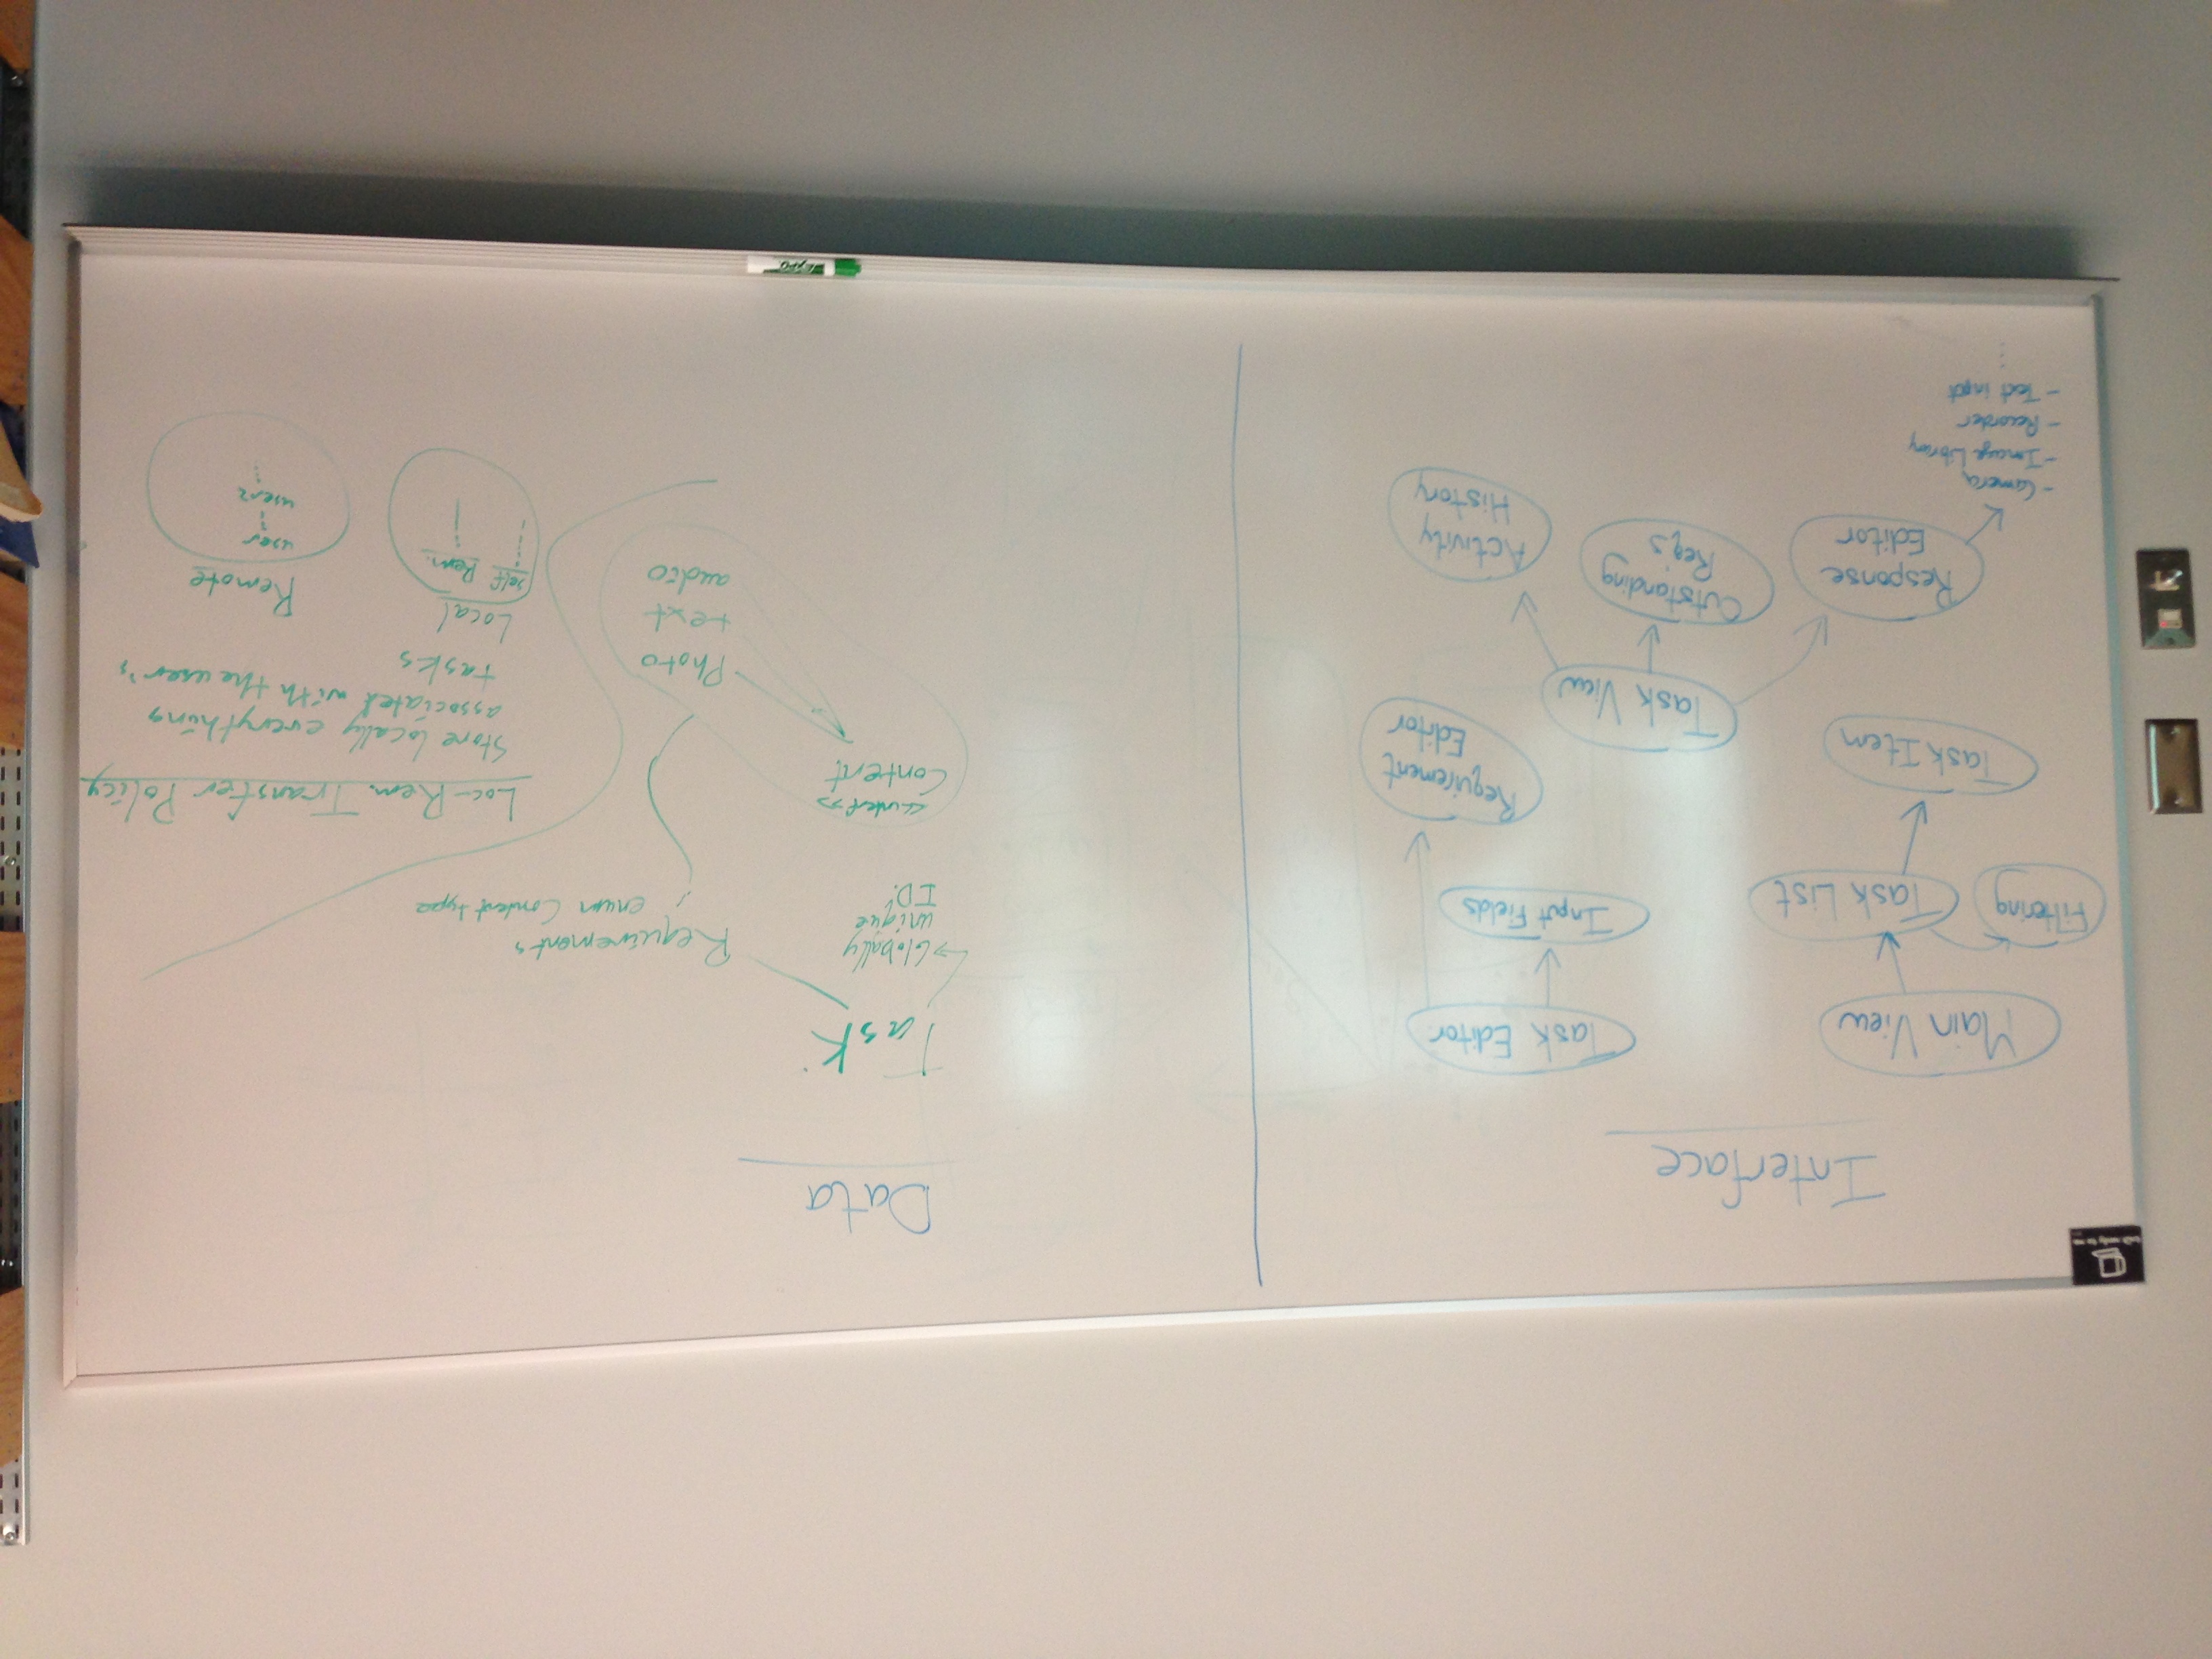 Interface
Main View
Filtering
Task List
Task Item
Task Editor
Input Fields
Requirement
Editor
Task View
Response
Editor
- Camera
- Image Library
- Recorder
- Text input
Outstanding
Req's
Activity
History
Data
Task
Globally
unique
ID.
Requirements
enum Content type
<<interf>>
Content
Photo
text
audio
Loc-Rem. Transfer Policy
Store locally everything
associated with the user's
tasks
Local
self Rem.
Remote
user
user2
EXPO